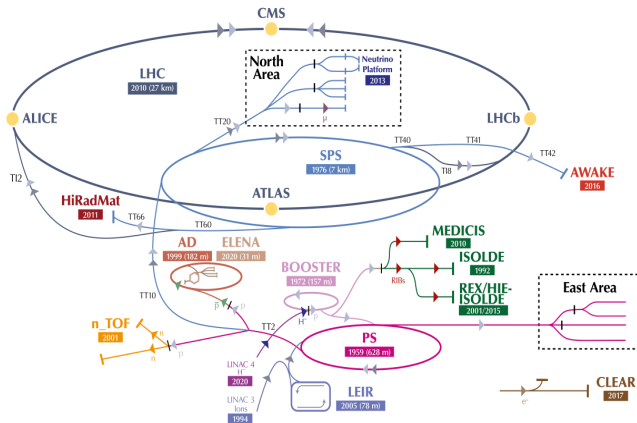 CMS
North
Area
Neutrino
Platform
2013
LHC
2010 (27 km)
μ
ALICE
LHCb
TT20
TT40
TT41
TT42
SPS
1976 (7 km)
TI8
TI2
AWAKE
2016
HiRadMat
2011
ATLAS
TT66
TT60
AD
1999 (182 m)
ELENA
2020 (31 m)
MEDICIS
2010
BOOSTER
1972 (157 m)
ISOLDE
1992
RIBs
REX/HIE-
ISOLDE
2001/2015
East Area
TT10
p
p
H-
p
TT2
n_TOF
2001
n
n
p
PS
1959 (628 m)
LINAC 4
H-
2020
LINAC 3
Ions
1994
LEIR
2005 (78 m)
CLEAR
2017